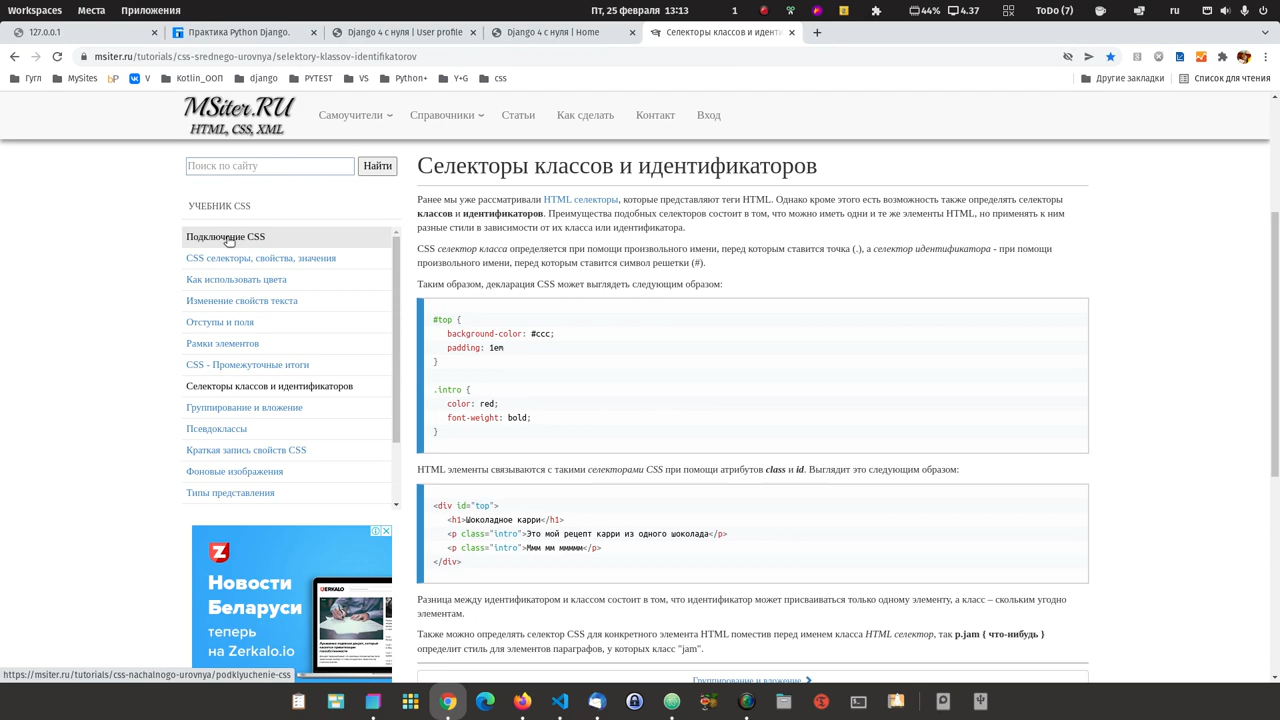 Обзор Места Приложения Пт, 25 февраля 13:13 1 44% 4.37 ToDo (7)
127.0.0.1 Практика Python Django. Django 4 с нуля | User profile Django 4 с нуля | Home Селекторы классов и иденти
msiter.ru/tutorials/css-srednego-urovnya/selektory-klassov-identifikatorov
Гугл MySites bP V Kotlin_ООП django PYTEST VS Python+ Y+G css Другие закладки Список для чтения
MSiter.RU
HTML, CSS, XML
Самоучители Справочники Статьи Как сделать Контакт Вход
Поиск по сайту Найти
УЧЕБНИК CSS
Подключение CSS
CSS селекторы, свойства, значения
Как использовать цвета
Изменение свойств текста
Отступы и поля
Рамки элементов
CSS - Промежуточные итоги
Селекторы классов и идентификаторов
Группирование и вложение
Псевдоклассы
Краткая запись свойств CSS
Фоновые изображения
Типы представления
Новости
Беларуси
теперь
на Zerkalo.io
Селекторы классов и идентификаторов
Ранее мы уже рассматривали HTML селекторы, которые представляют теги HTML. Однако кроме этого есть возможность также определять селекторы
классов и идентификаторов. Преимущества подобных селекторов состоит в том, что можно иметь одни и те же элементы HTML, но применять к ним
разные стили в зависимости от их класса или идентификатора.
CSS селектор класса определяется при помощи произвольного имени, перед которым ставится точка (.), а селектор идентификатора - при помощи
произвольного имени, перед которым ставится символ решетки (#).
Таким образом, декларация CSS может выглядеть следующим образом:
#top {
background-color: #ccc;
padding: 1em
}
.intro {
color: red;
font-weight: bold;
}
HTML элементы связываются с такими селекторами CSS при помощи атрибутов class и id. Выглядит это следующим образом:
<div id="top">
<h1>Шоколадное карри</h1>
<p class="intro">Это мой рецепт карри из одного шоколада</p>
<p class="intro">Ммм мм ммммм</p>
</div>
Разница между идентификатором и классом состоит в том, что идентификатор может присваиваться только одному элементу, а класс – скольким угодно
элементам.
Также можно определять селектор CSS для конкретного элемента HTML поместив перед именем класса HTML селектор, так p.jam { что-нибудь }
определит стиль для элементов параграфов, у которых класс "jam".
Группирование и вложение
https://msiter.ru/tutorials/css-nachalnogo-urovnya/podklyuchenie-css